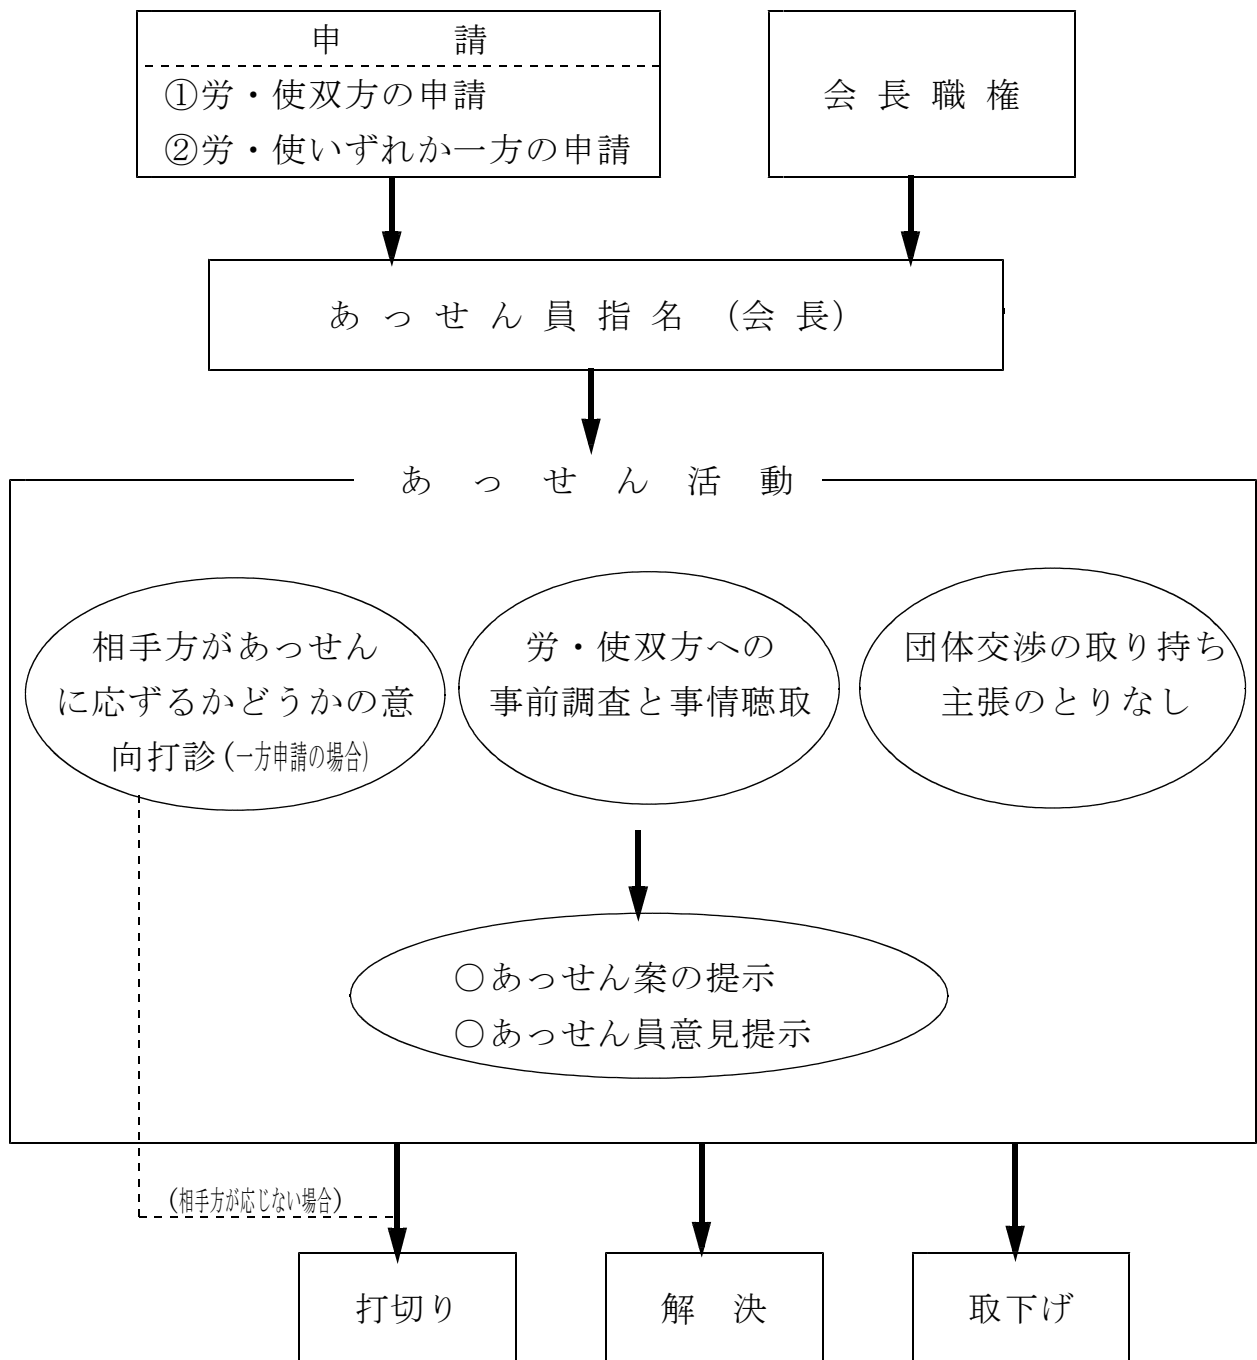 申請
①労・使双方の申請
②労・使いずれか一方の申請
会長職権
あっせん員指名（会長）
あっせん活動
相手方があっせん
に応ずるかどうかの意
向打診(一方申請の場合)
労・使双方への
事前調査と事情聴取
団体交渉の取り持ち
主張のとりなし
○あっせん案の提示
○あっせん員意見提示
(相手方が応じない場合)
打切り
解決
取下げ